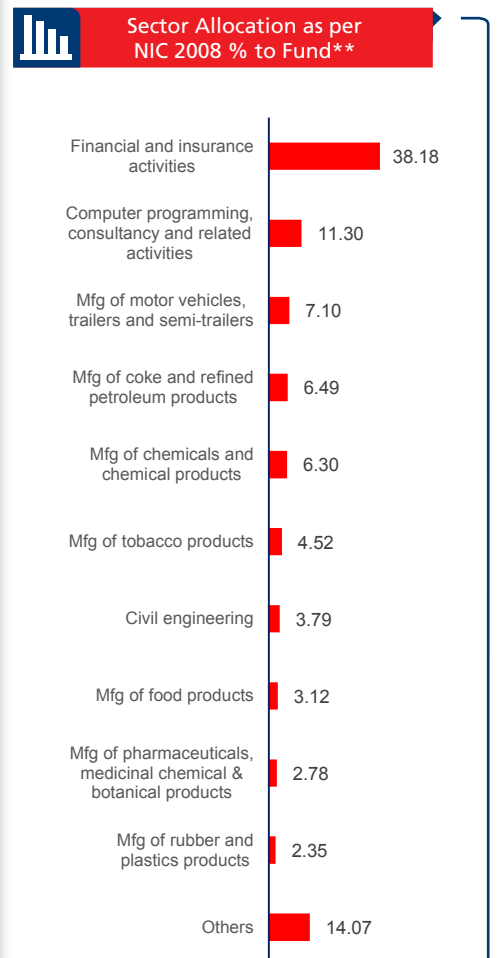 Sector Allocation as per
NIC 2008 % to Fund**
Financial and insurance
activities
38.18
Computer programming,
consultancy and related
activities
11.30
Mfg of motor vehicles,
trailers and semi-trailers
7.10
Mfg of coke and refined
petroleum products
6.49
Mfg of chemicals and
chemical products
6.30
Mfg of tobacco products
4.52
Civil engineering
3.79
Mfg of food products
3.12
Mfg of pharmaceuticals,
medicinal chemical &
botanical products
2.78
Mfg of rubber and
plastics products
2.35
Others
14.07